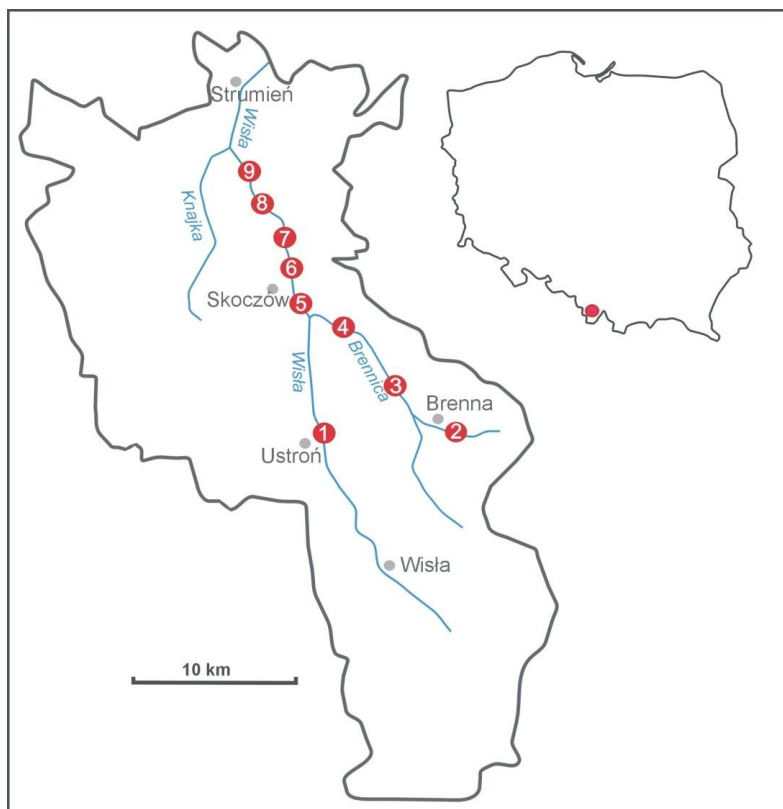 Strumień
Wisła
9
8
Knajka
7
6
Skoczów
5
4
Wisła
Brennica
3
Brenna
2
1
Ustroń
Wisła
10 km